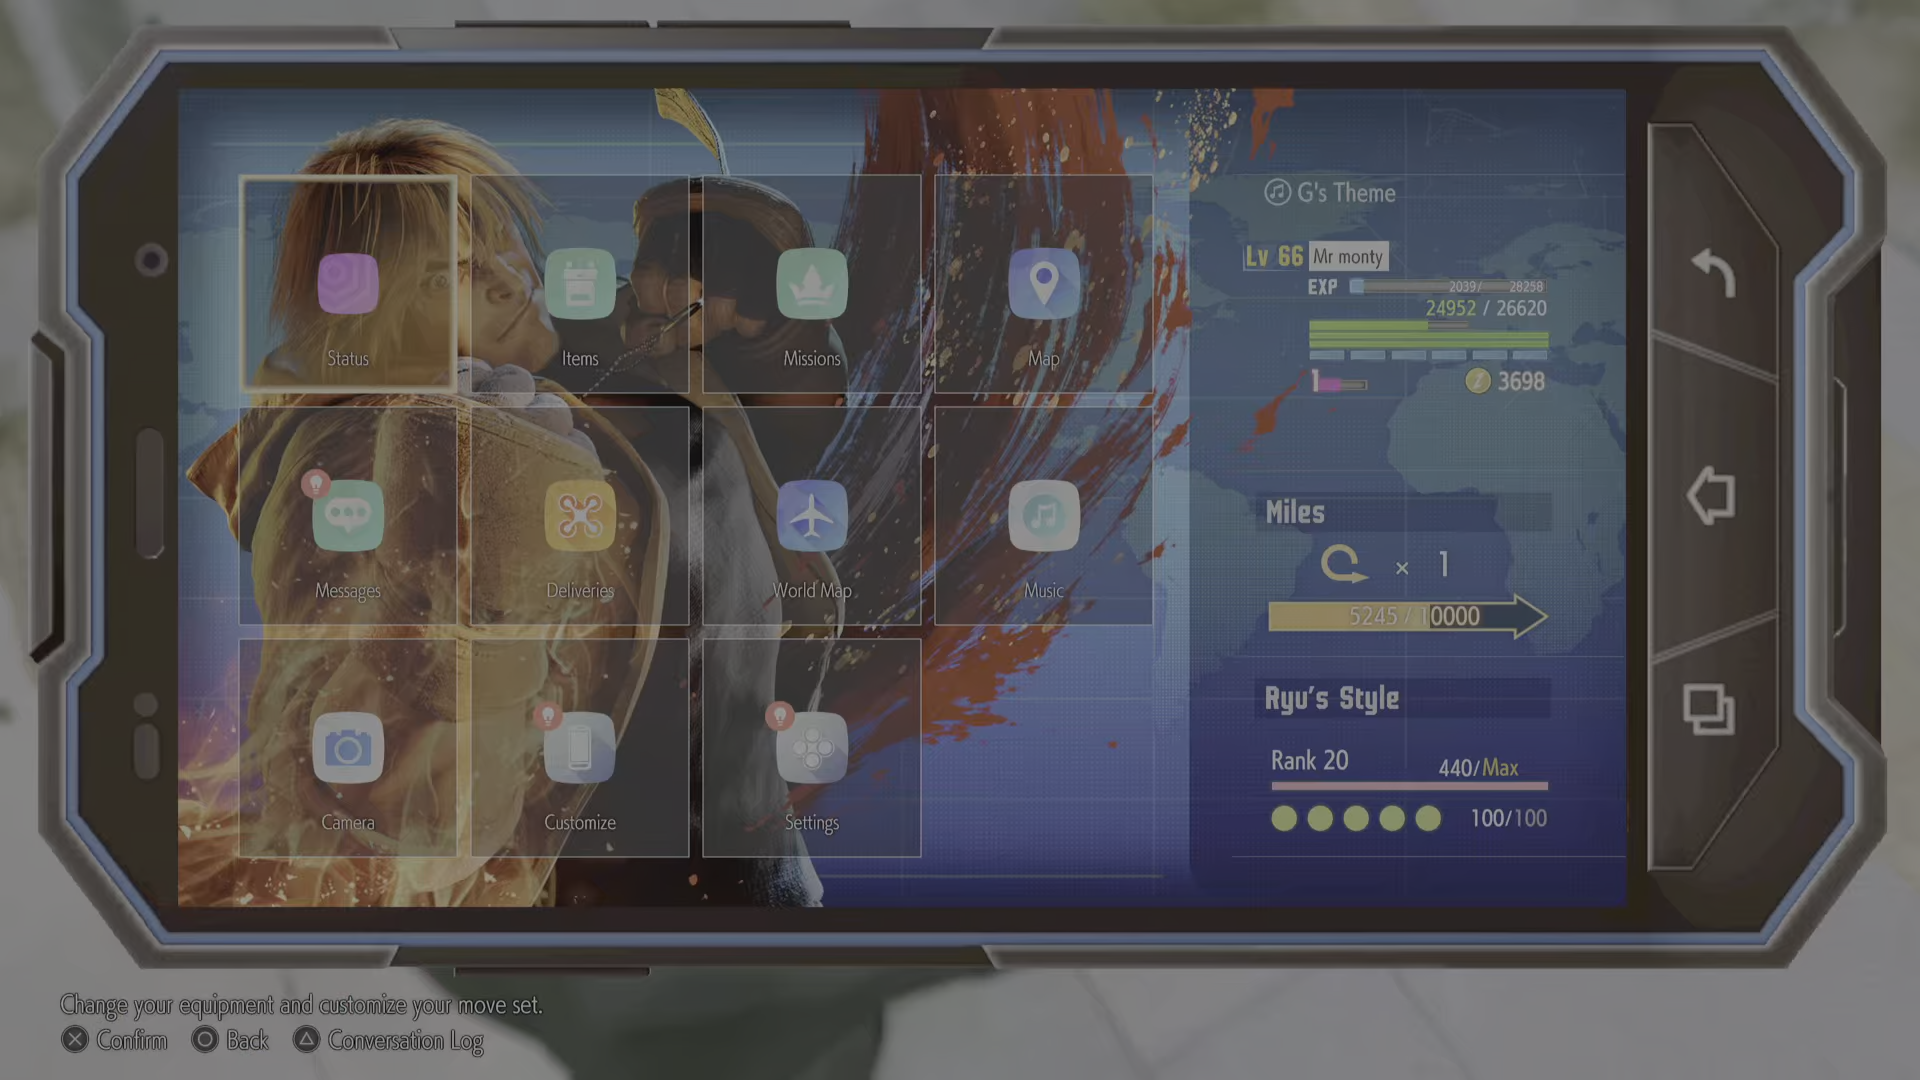 G's Theme
Lv 66 Mr monty
EXP 2039/ 28258
24952 / 26620
1 3698
Status
Items
Missions
Map
Messages
Deliveries
World Map
Music
Miles
× 1
5245 / 10000
Ryu's Style
Rank 20 440/Max
100/100
Camera
Customize
Settings
Change your equipment and customize your move set.
Confirm Back Conversation Log